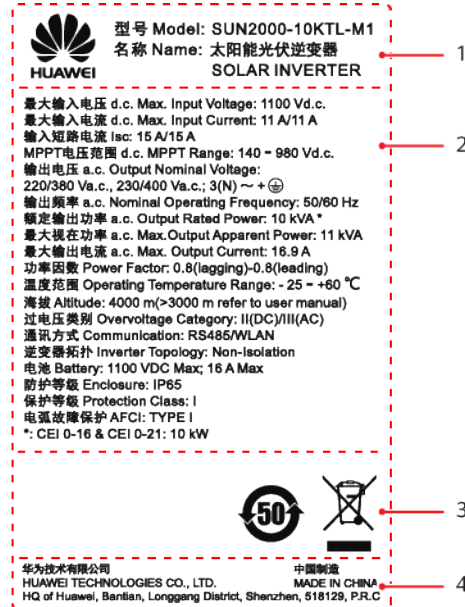 HUAWEI
型号 Model: SUN2000-10KTL-M1
名称 Name: 太阳能光伏逆变器
SOLAR INVERTER
1
最大输入电压 d.c. Max. Input Voltage: 1100 Vd.c.
最大输入电流 d.c. Max. Input Current: 11 A/11 A
输入短路电流 Isc: 15 A/15 A
MPPT电压范围 d.c. MPPT Range: 140 - 980 Vd.c.
输出电压 a.c. Output Nominal Voltage:
220/380 Va.c., 230/400 Va.c.; 3(N) ~ + ⏚
输出频率 a.c. Nominal Operating Frequency: 50/60 Hz
额定输出功率 a.c. Output Rated Power: 10 kVA *
最大视在功率 a.c. Max.Output Apparent Power: 11 kVA
最大输出电流 a.c. Max. Output Current: 16.9 A
功率因数 Power Factor: 0.8(lagging)-0.8(leading)
温度范围 Operating Temperature Range: - 25 - +60 ℃
海拔 Altitude: 4000 m(>3000 m refer to user manual)
过电压类别 Overvoltage Category: II(DC)/III(AC)
通讯方式 Communication: RS485/WLAN
逆变器拓扑 Inverter Topology: Non-Isolation
电池 Battery: 1100 VDC Max; 16 A Max
防护等级 Enclosure: IP65
保护等级 Protection Class: I
电弧故障保护 AFCI: TYPE I
*: CEI 0-16 & CEI 0-21: 10 kW
2
50
3
华为技术有限公司
中国制造
HUAWEI TECHNOLOGIES CO., LTD.
MADE IN CHINA
HQ of Huawei, Bantian, Longgang District, Shenzhen, 518129, P.R.C
4